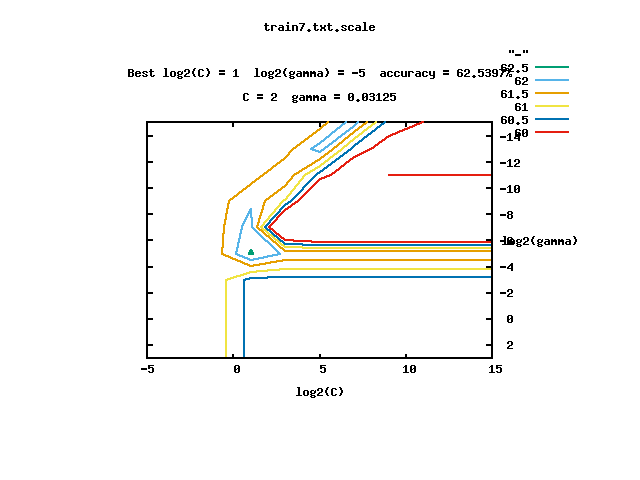 train7.txt.scale
"-"
Best log2(C) = 1  log2(gamma) = -5  accuracy = 62.5397%
62.5
62
C = 2  gamma = 0.03125
61.5
61
60.5
60
-14
-12
-10
-8
-6
log2(gamma)
-4
-2
0
2
-5 0 5 10 15
log2(C)